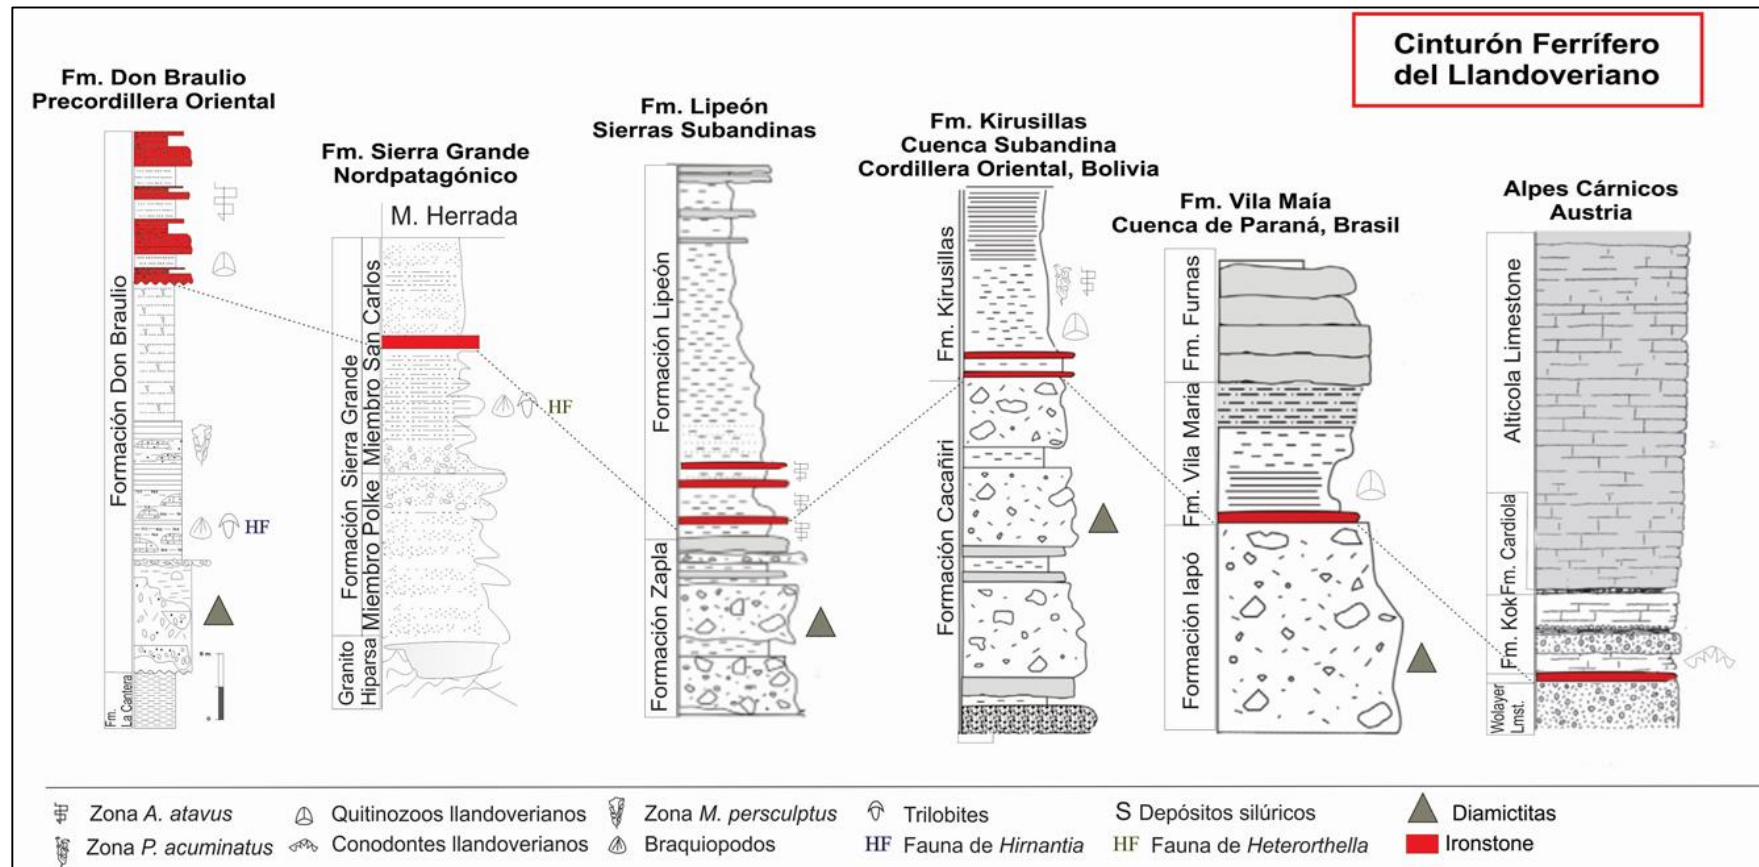 Cinturón Ferrífero
del Llandoveriano
Fm. Don Braulio
Precordillera Oriental
Formación Don Braulio
Fm.
La Cantera
HF
Fm. Sierra Grande
Nordpatagónico
M. Herrada
Formación Sierra Grande
Miembro San Carlos
Miembro Polke
Granito
Hiparsa
HF
Fm. Lipeón
Sierras Subandinas
Formación Lipeón
Formación Zapla
Fm. Kirusillas
Cuenca Subandina
Cordillera Oriental, Bolivia
Fm. Kirusillas
Formación Cacañiri
Fm. Vila Maía
Cuenca de Paraná, Brasil
Fm. Furnas
Fm. Vila Maria
Formación Iapó
Alpes Cárnicos
Austria
Alticola Limestone
Fm. Cardiola
Fm. Kok
Wolayer
Lmst.
Zona A. atavus
Quitinozoos llandoverianos
Zona M. persculptus
Trilobites
S Depósitos silúricos
Diamictitas
Zona P. acuminatus
Conodontes llandoverianos
Braquiopodos
HF Fauna de Hirnantia
HF Fauna de Heterorthella
Ironstone